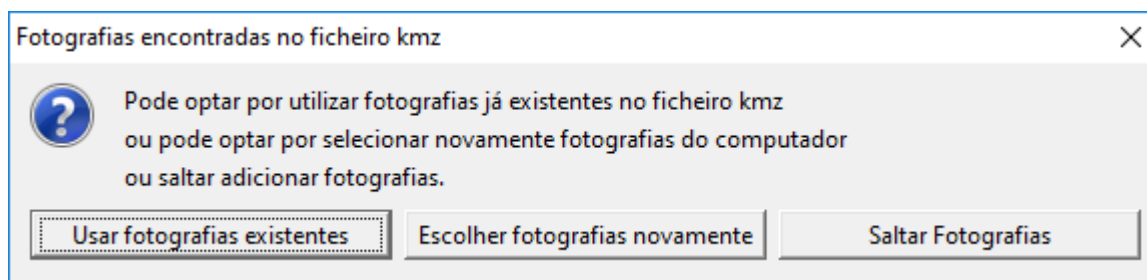 Fotografias encontradas no ficheiro kmz
Pode optar por utilizar fotografias já existentes no ficheiro kmz
ou pode optar por selecionar novamente fotografias do computador
ou saltar adicionar fotografias.
Usar fotografias existentes
Escolher fotografias novamente
Saltar Fotografias